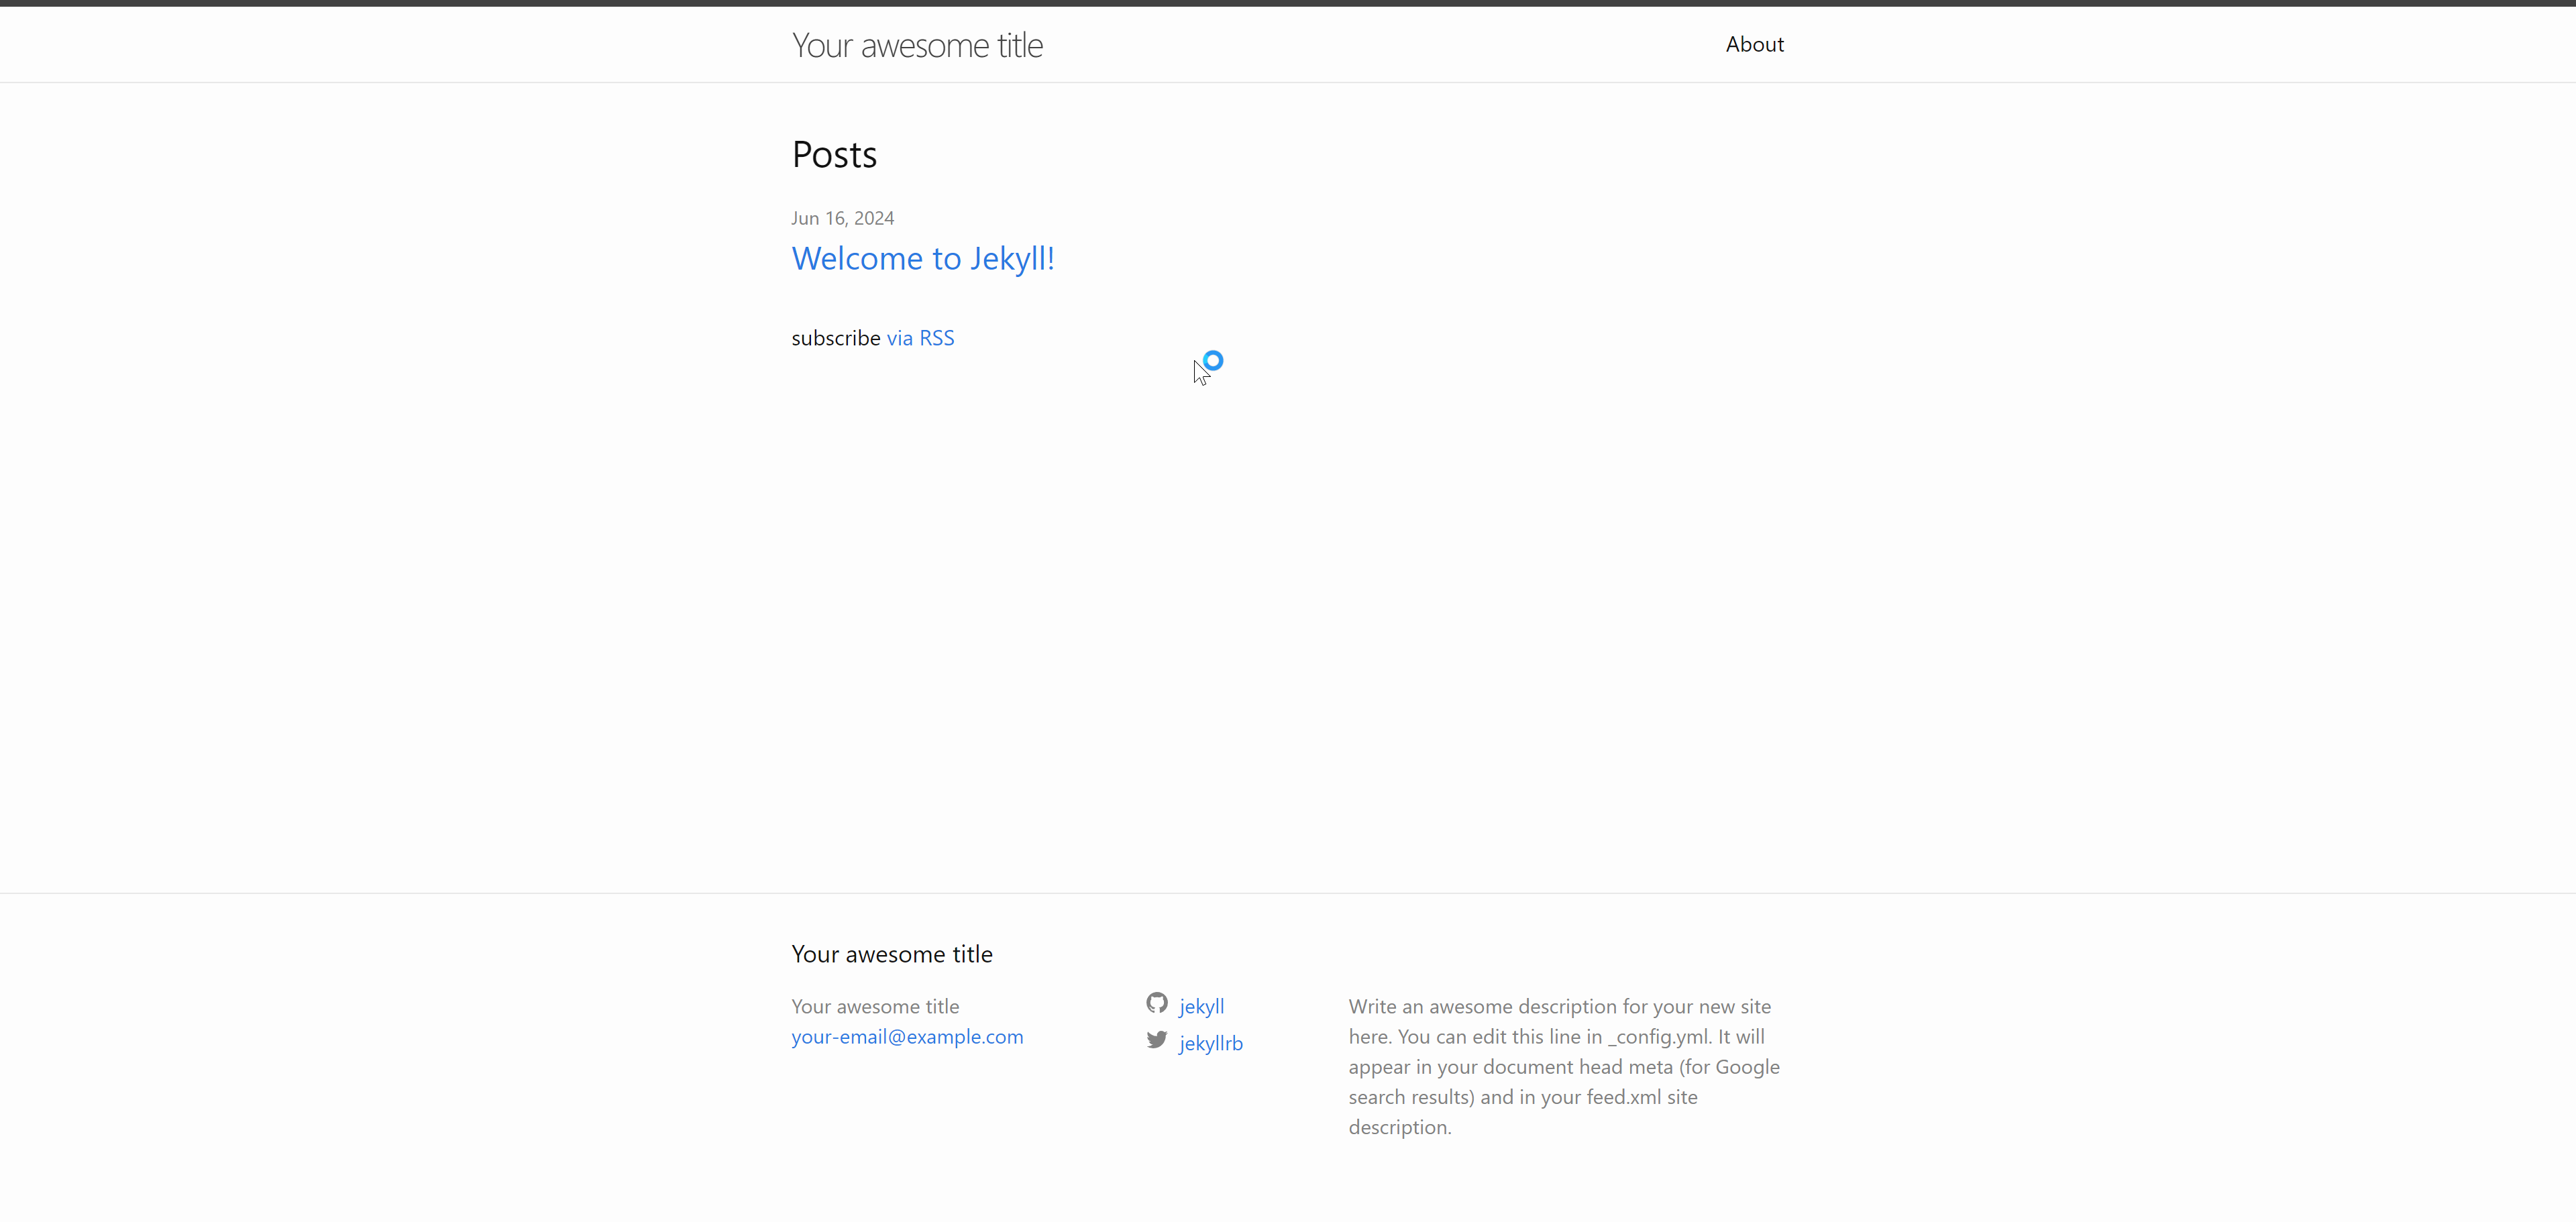 Your awesome title
About
Posts
Jun 16, 2024
Welcome to Jekyll!
subscribe via RSS
Your awesome title
Your awesome title
your-email@example.com
jekyll
jekyllrb
Write an awesome description for your new site
here. You can edit this line in _config.yml. It will
appear in your document head meta (for Google
search results) and in your feed.xml site
description.